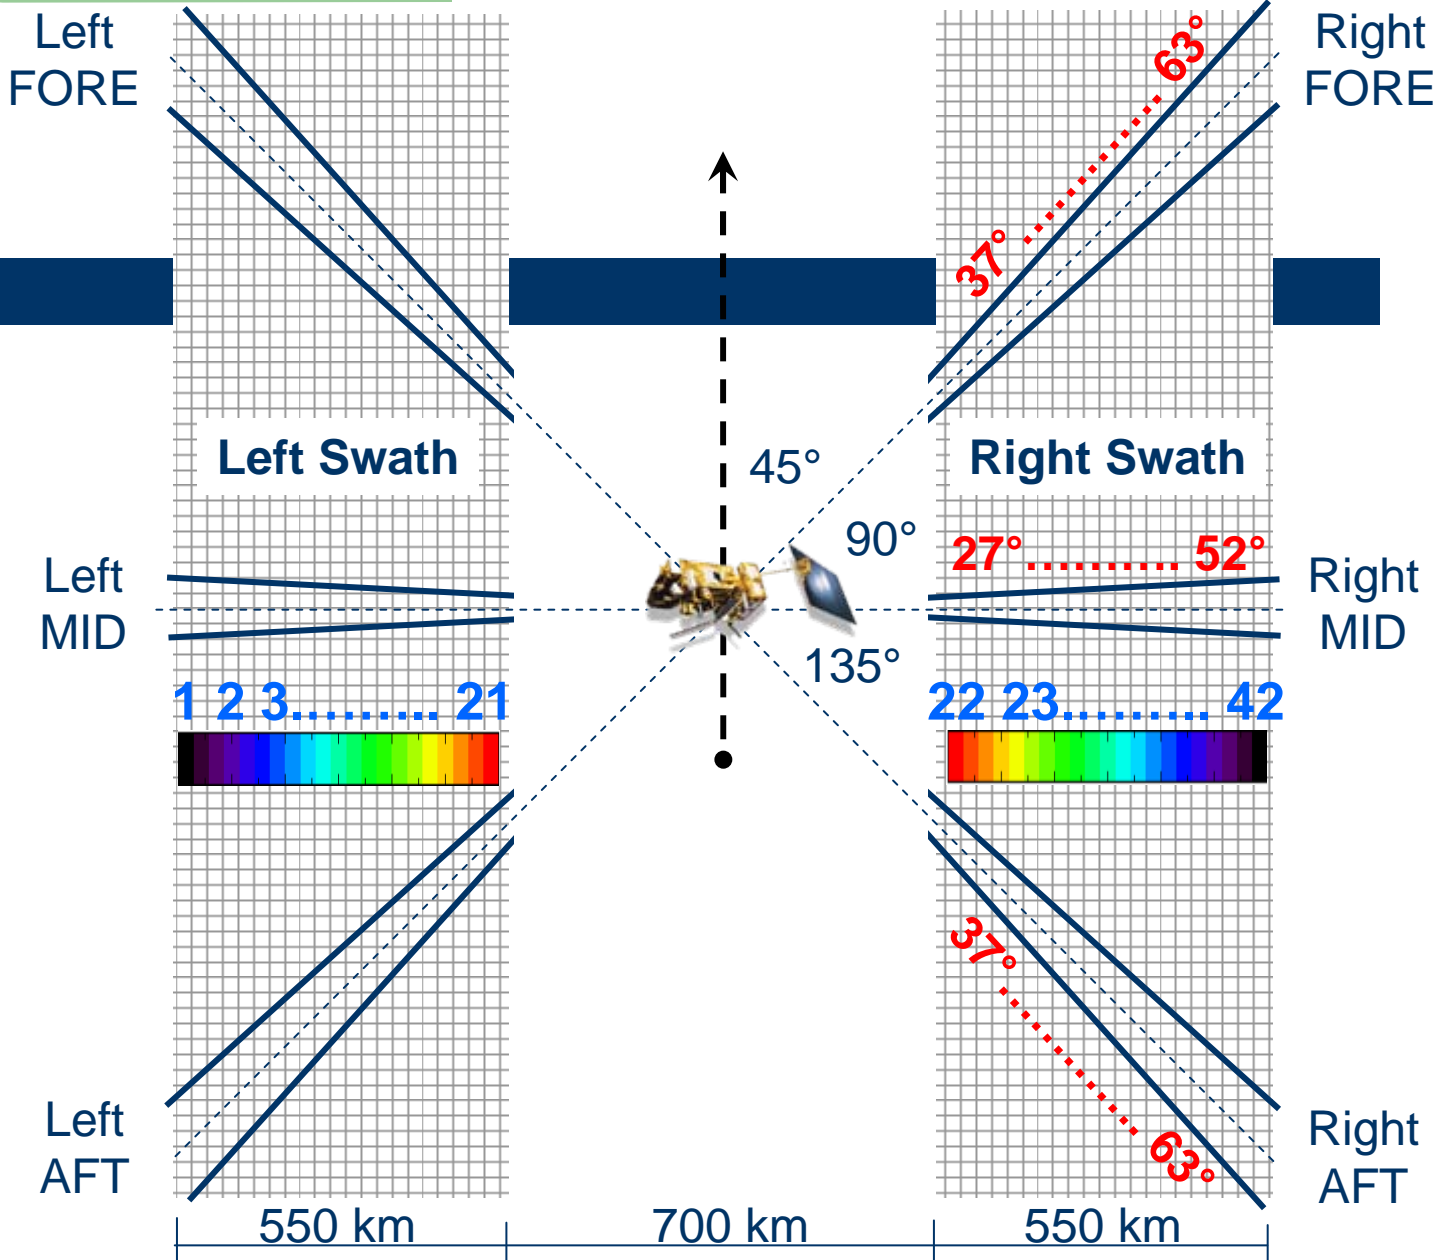 Left
FORE
Right
FORE
63°
37°
Left Swath
45°
Right Swath
90°
27°.......... 52°
Left
MID
Right
MID
135°
1 2 3.......... 21
22 23.......... 42
37°
63°
Left
AFT
Right
AFT
550 km
700 km
550 km